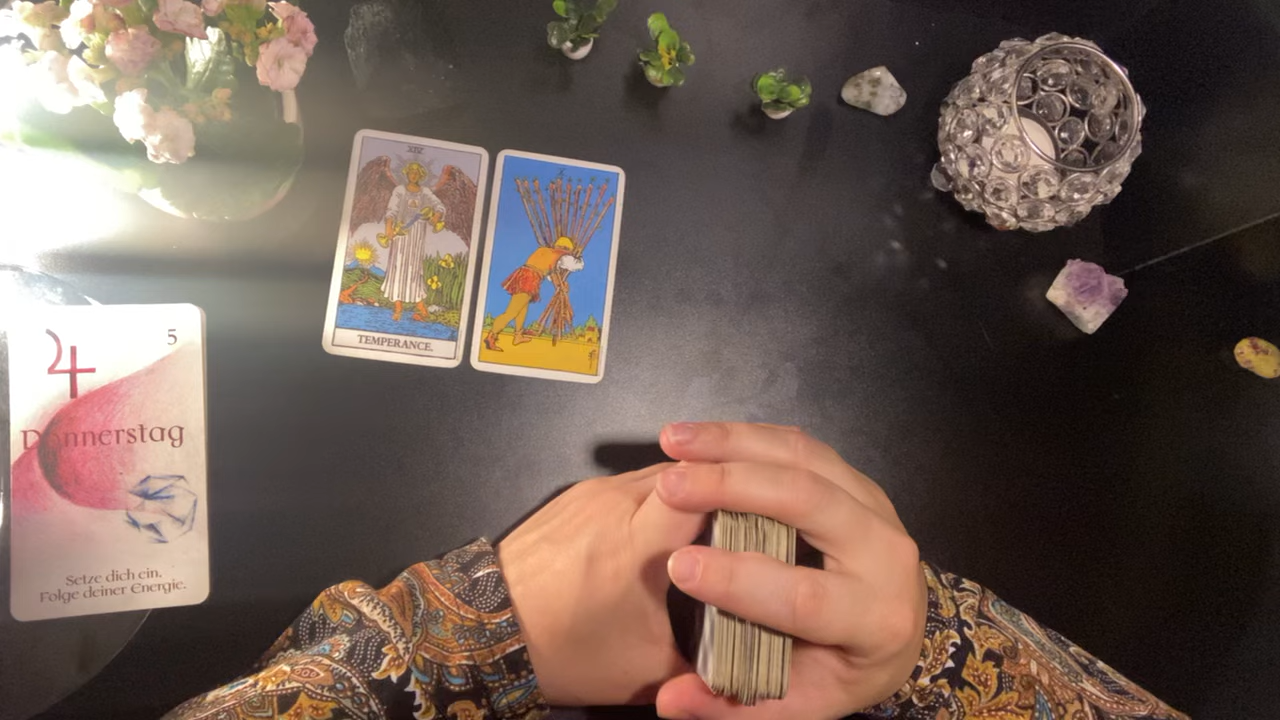 5
Donnerstag
Setze dich ein,
Folge deiner Energie.
XIV
TEMPERANCE.
X